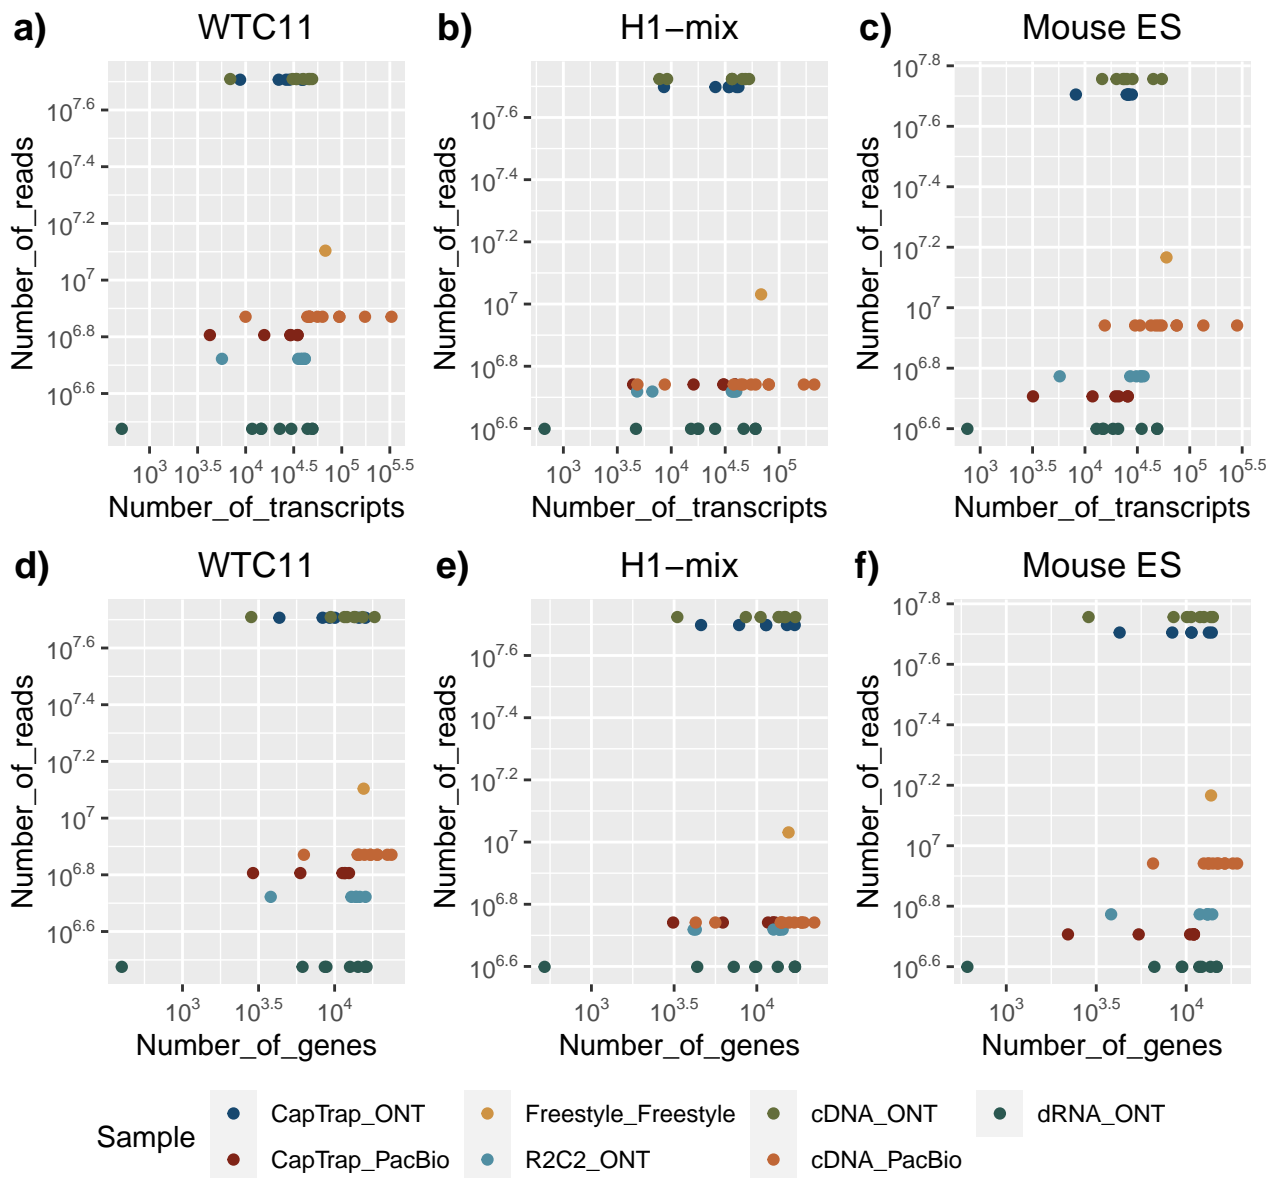 a) WTC11 b) H1−mix c) Mouse ES
Number_of_reads
10^7.6
10^7.4
10^7.2
10^7
10^6.8
10^6.6
10^3 10^3.5 10^4 10^4.5 10^5 10^5.5
Number_of_transcripts
Number_of_reads
10^7.6
10^7.4
10^7.2
10^7
10^6.8
10^6.6
10^3 10^3.5 10^4 10^4.5 10^5
Number_of_transcripts
Number_of_reads
10^7.8
10^7.6
10^7.4
10^7.2
10^7
10^6.8
10^6.6
10^3 10^3.5 10^4 10^4.5 10^5 10^5.5
Number_of_transcripts
d) WTC11 e) H1−mix f) Mouse ES
Number_of_reads
10^7.6
10^7.4
10^7.2
10^7
10^6.8
10^6.6
10^3 10^3.5 10^4
Number_of_genes
Number_of_reads
10^7.6
10^7.4
10^7.2
10^7
10^6.8
10^6.6
10^3 10^3.5 10^4
Number_of_genes
Number_of_reads
10^7.8
10^7.6
10^7.4
10^7.2
10^7
10^6.8
10^6.6
10^3 10^3.5 10^4
Number_of_genes
Sample
CapTrap_ONT Freestyle_Freestyle cDNA_ONT dRNA_ONT
CapTrap_PacBio R2C2_ONT cDNA_PacBio